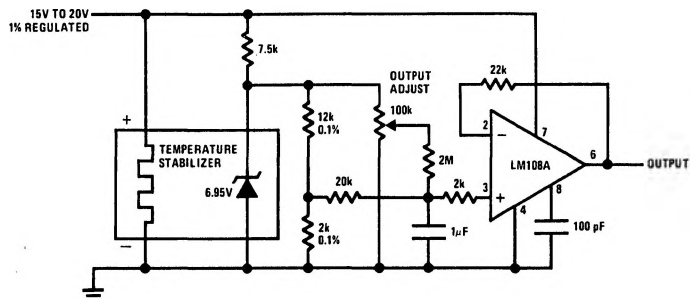 15V TO 20V
1% REGULATED
7.5k
OUTPUT
ADJUST
22k
12k
0.1%
100k
2
7
+
TEMPERATURE
STABILIZER
−
LM108A
6
OUTPUT
2M
6.95V
20k
2k
3
+
8
4
2k
0.1%
1μF
100 pF
−